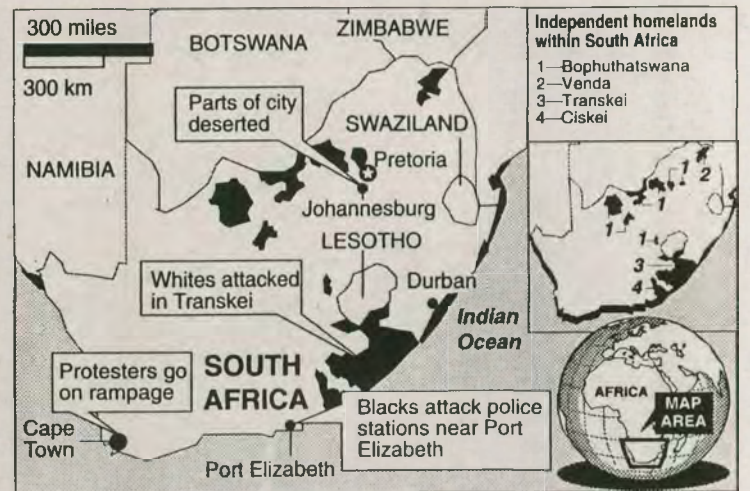 300 miles
300 km
BOTSWANA
ZIMBABWE
Parts of city
deserted
SWAZILAND
NAMIBIA
Pretoria
Johannesburg
LESOTHO
Whites attacked
in Transkei
Durban
Indian
Ocean
Protesters go
on rampage
SOUTH
AFRICA
Blacks attack police
stations near Port
Elizabeth
Cape
Town
Port Elizabeth
Independent homelands
within South Africa
1—Bophuthatswana
2—Venda
3—Transkei
4—Ciskei
1
2
1
1
1
3
4
AFRICA
MAP
AREA